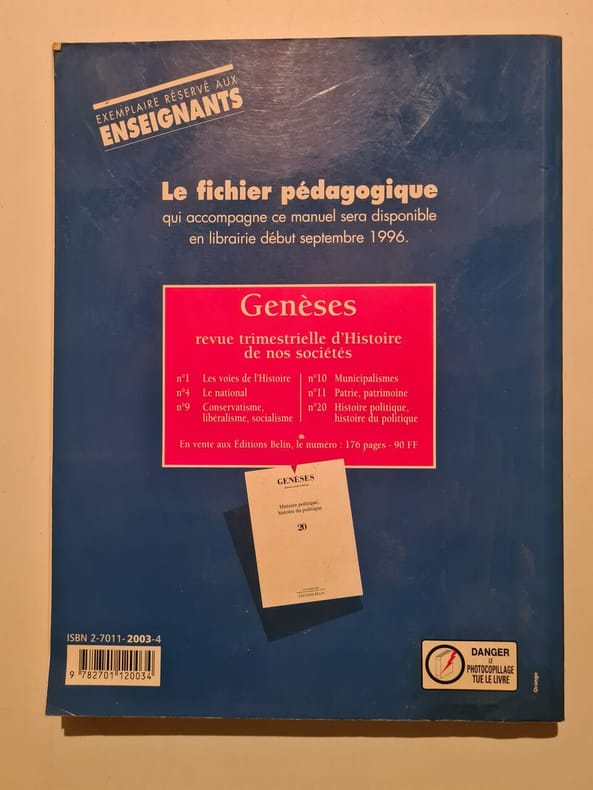 EXEMPLAIRE RÉSERVÉ AUX
ENSEIGNANTS
Le fichier pédagogique
qui accompagne ce manuel sera disponible
en librairie début septembre 1996.
Genèses
revue trimestrielle d'Histoire
de nos sociétés
n°1 Les voies de l'Histoire
n°4 Le national
n°9 Conservatisme,
libéralisme, socialisme
n°10 Municipalismes
n°11 Patrie, patrimoine
n°20 Histoire politique,
histoire du politique
En vente aux Éditions Belin, le numéro : 176 pages - 90 FF
GENÈSES
Histoire politique,
histoire du politique
20
EDITIONS BELIN
ISBN 2-7011-2003-4
9 782701 120034
DANGER
LE
PHOTOCOPILLAGE
TUE LE LIVRE
Orango